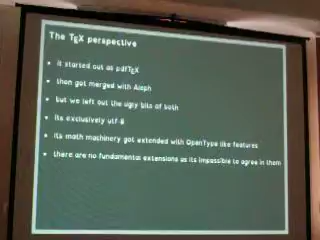 The TEX perspective
• it started out as pdfTEX
• then got merged with Aleph
• but we left out the ugly bits of both
• its exclusively utf-8
• its math machinery got extended with OpenType like features
• there are no fundamental extensions as its impossible to agree in them